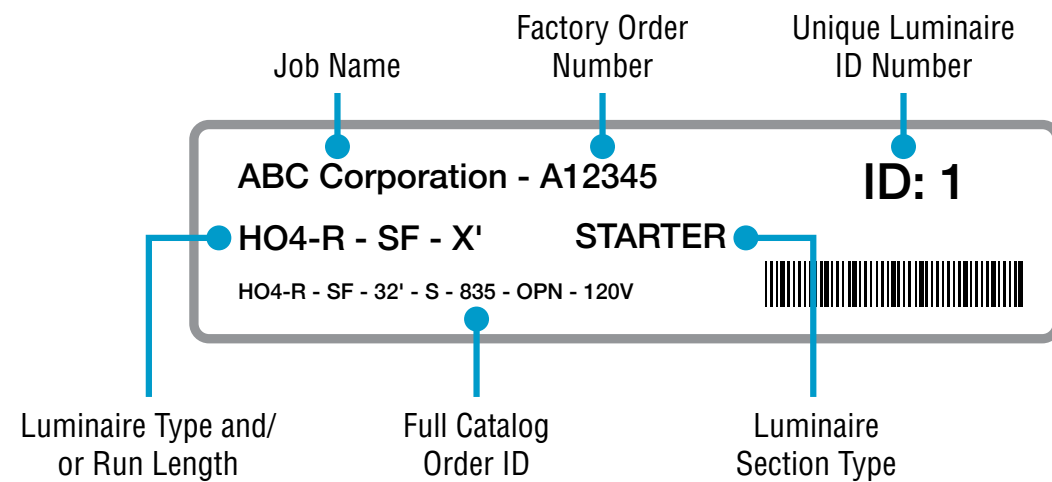 Factory Order
Number
Unique Luminaire
ID Number
Job Name
ABC Corporation - A12345
ID: 1
HO4-R - SF - X'
STARTER
HO4-R - SF - 32' - S - 835 - OPN - 120V
Luminaire Type and/
or Run Length
Full Catalog
Order ID
Luminaire
Section Type